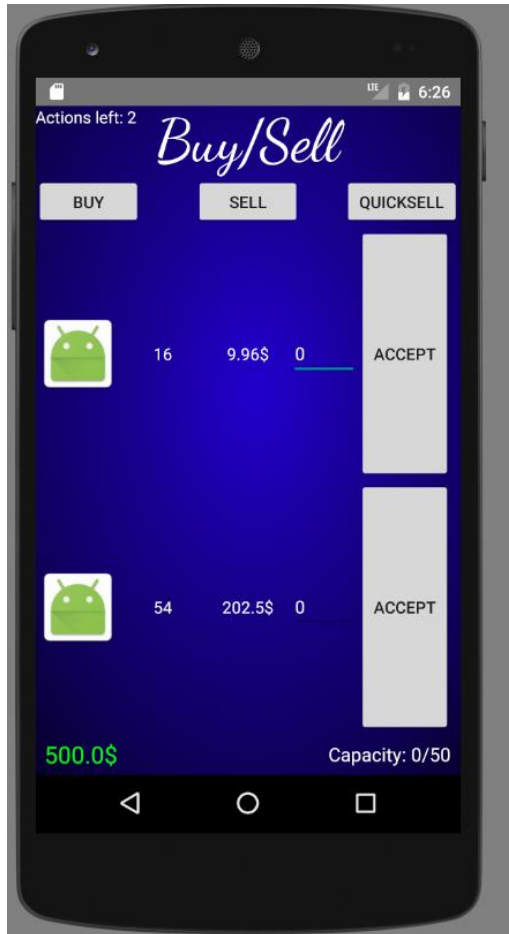 LTE 6:26
Actions left: 2
Buy/Sell
BUY SELL QUICKSELL
16 9.96$ 0 ACCEPT
54 202.5$ 0 ACCEPT
500.0$ Capacity: 0/50